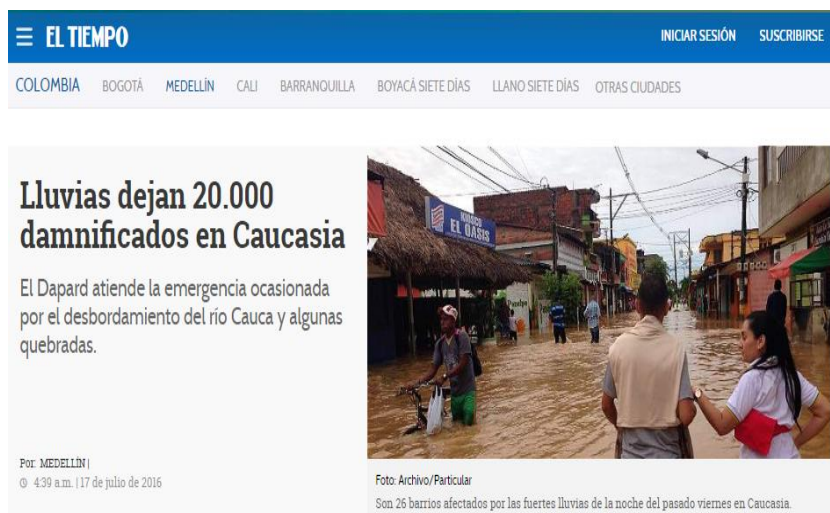 EL TIEMPO
INICIAR SESIÓN SUSCRIBIRSE
COLOMBIA BOGOTÁ MEDELLÍN CALI BARRANQUILLA BOYACÁ SIETE DÍAS LLANO SIETE DÍAS OTRAS CIUDADES
Lluvias dejan 20.000
damnificados en Caucasia
El Dapard atiende la emergencia ocasionada
por el desbordamiento del río Cauca y algunas
quebradas.
Por: MEDELLÍN |
4:39 a.m. | 17 de julio de 2016
KIOSCO
EL OASIS
Foto: Archivo/Particular
Son 26 barrios afectados por las fuertes lluvias de la noche del pasado viernes en Caucasia.